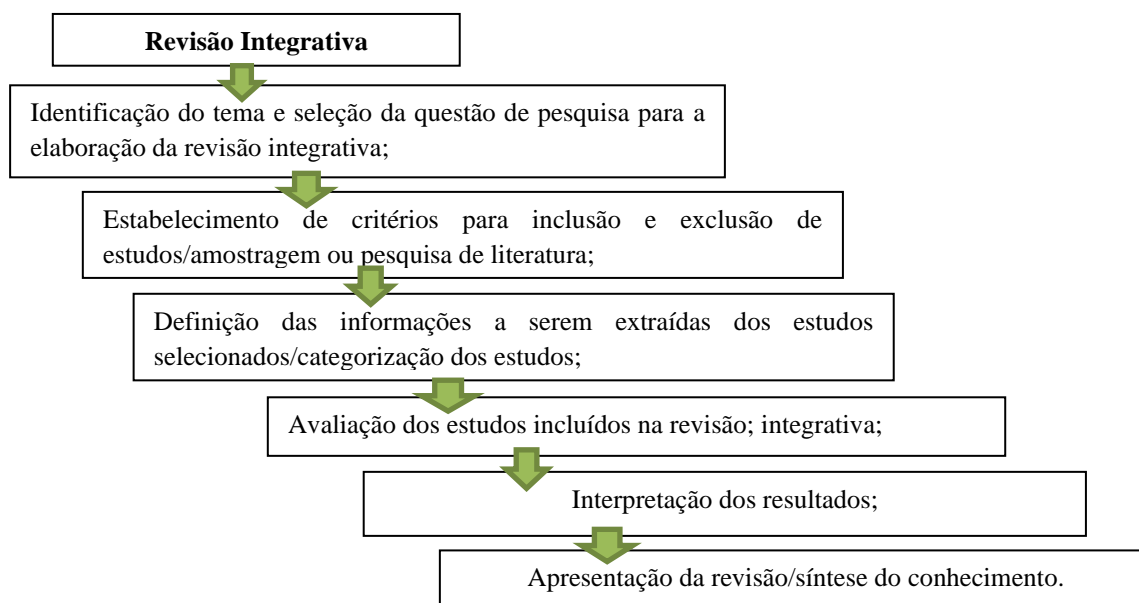 Revisão Integrativa
Identificação do tema e seleção da questão de pesquisa para a
elaboração da revisão integrativa;
Estabelecimento de critérios para inclusão e exclusão de
estudos/amostragem ou pesquisa de literatura;
Definição das informações a serem extraídas dos estudos
selecionados/categorização dos estudos;
Avaliação dos estudos incluídos na revisão; integrativa;
Interpretação dos resultados;
Apresentação da revisão/síntese do conhecimento.